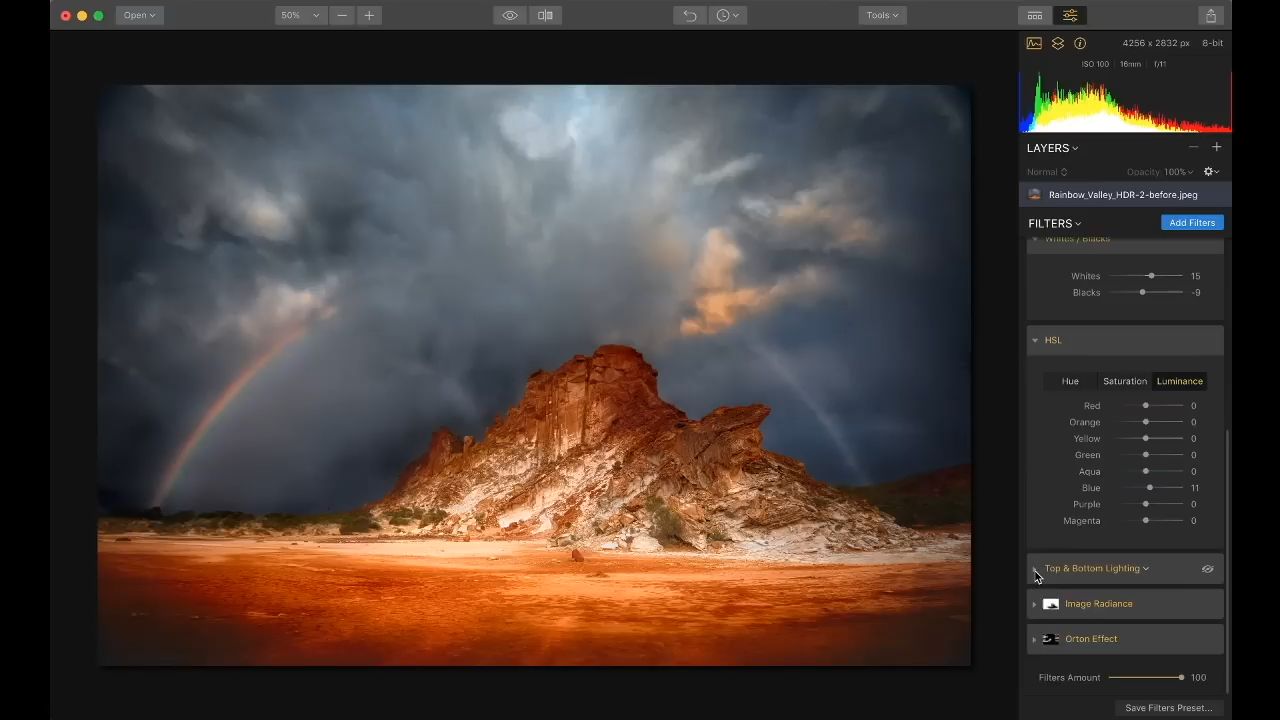 Open
50%
Tools
4256 x 2832 px 8-bit
ISO 100 16mm f/11
LAYERS
Normal Opacity: 100%
Rainbow_Valley_HDR-2-before.jpeg
FILTERS Add Filters
Whites / Blacks
Whites 15
Blacks -9
HSL
Hue Saturation Luminance
Red 0
Orange 0
Yellow 0
Green 0
Aqua 0
Blue 11
Purple 0
Magenta 0
Top & Bottom Lighting
Image Radiance
Orton Effect
Filters Amount 100
Save Filters Preset...